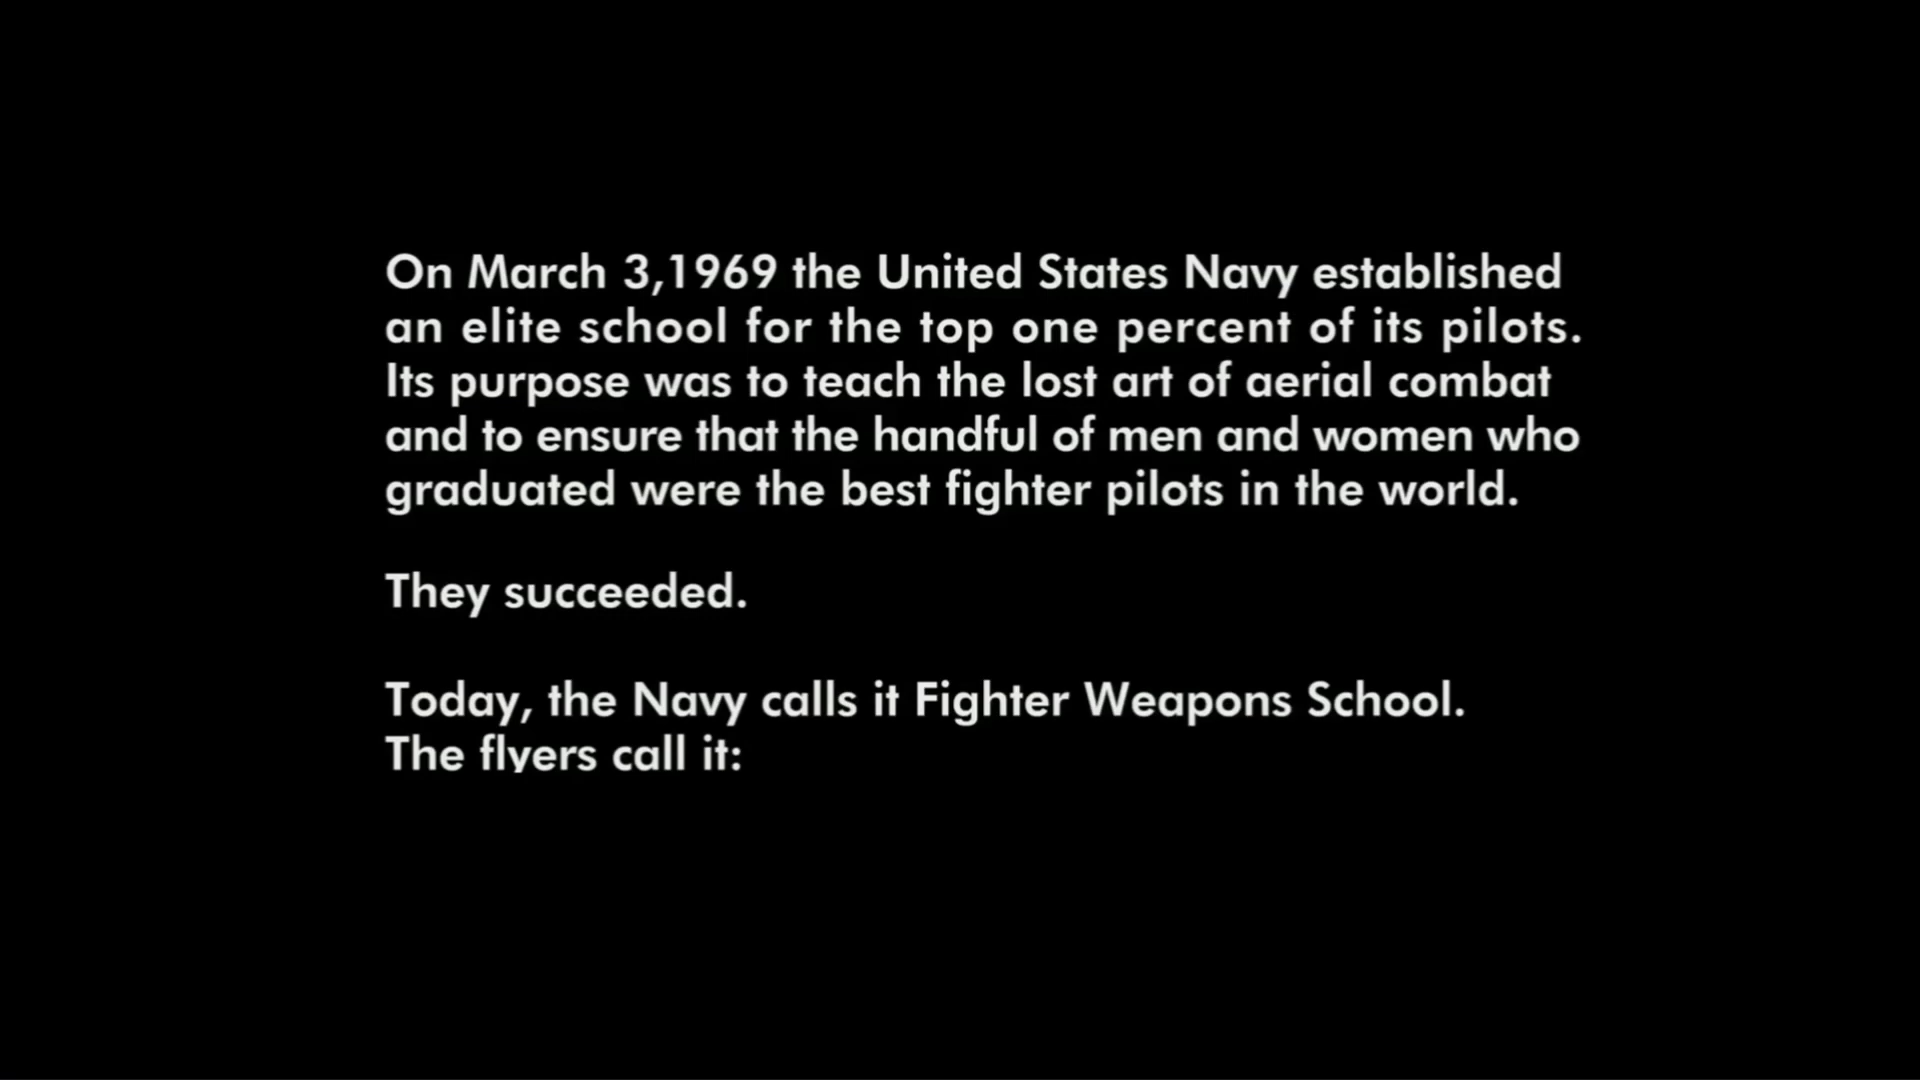 On March 3,1969 the United States Navy established
an elite school for the top one percent of its pilots.
Its purpose was to teach the lost art of aerial combat
and to ensure that the handful of men and women who
graduated were the best fighter pilots in the world.
They succeeded.
Today, the Navy calls it Fighter Weapons School.
The flyers call it: